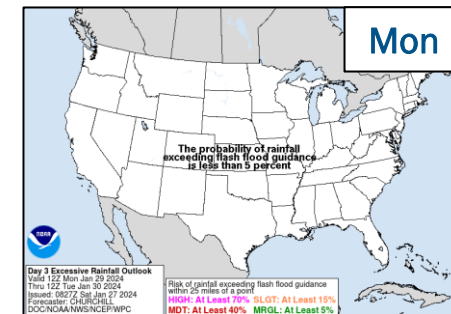 Mon
The probability of rainfall
exceeding flash flood guidance
is less than 5 percent
NOAA
Day 3 Excessive Rainfall Outlook
Valid 12Z Mon Jan 29 2024
Thru 12Z Tue Jan 30 2024
Issued: 0827Z Sat Jan 27 2024
Forecaster: CHURCHILL
DOC/NOAA/NWS/NCEP/WPC
Risk of rainfall exceeding flash flood guidance
within 25 miles of a point
HIGH: At Least 70% SLGT: At Least 15%
MDT: At Least 40% MRGL: At Least 5%